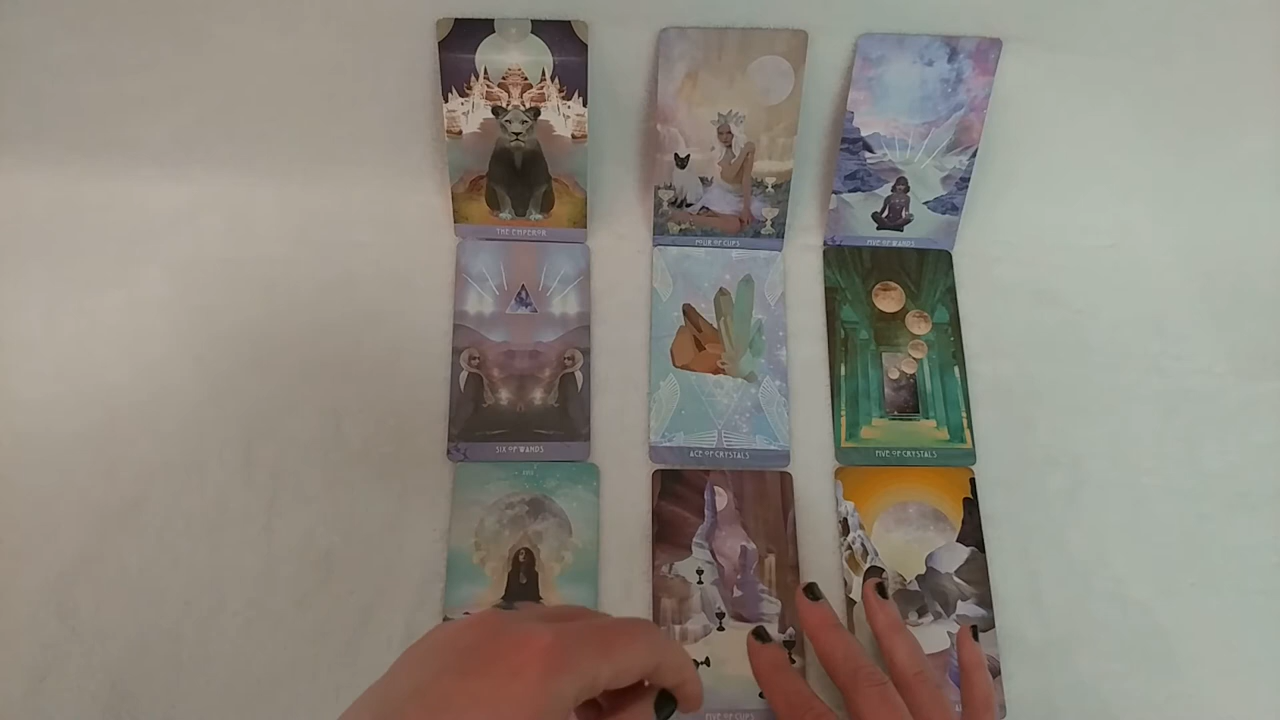 THE EMPEROR
FOUR OF CUPS
FIVE OF WANDS
SIX OF WANDS
ACE OF CRYSTALS
FIVE OF CRYSTALS
XVIII
FIVE OF CUPS